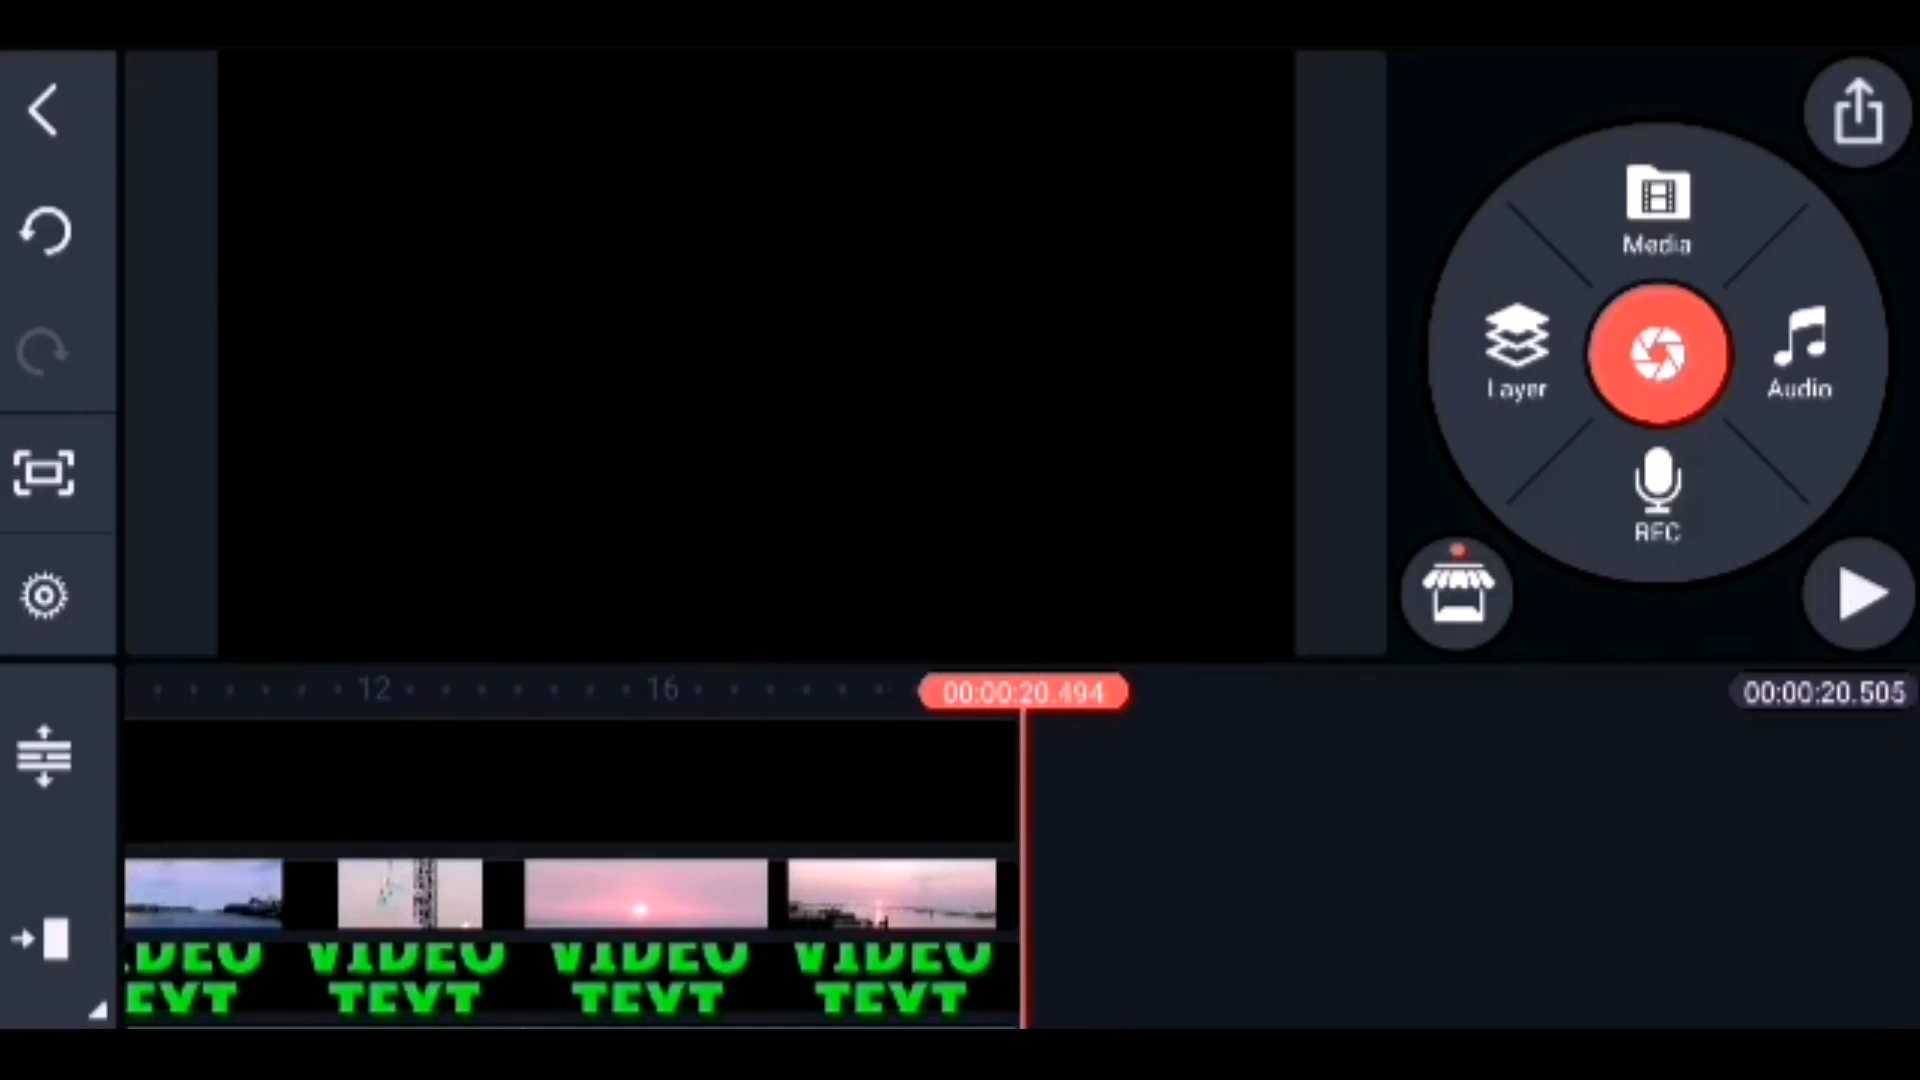 Media
Layer
Audio
REC
12
16
00:00:20.494
00:00:20.505
VIDEO VIDEO VIDEO VIDEO
TEXT TEXT TEXT TEXT